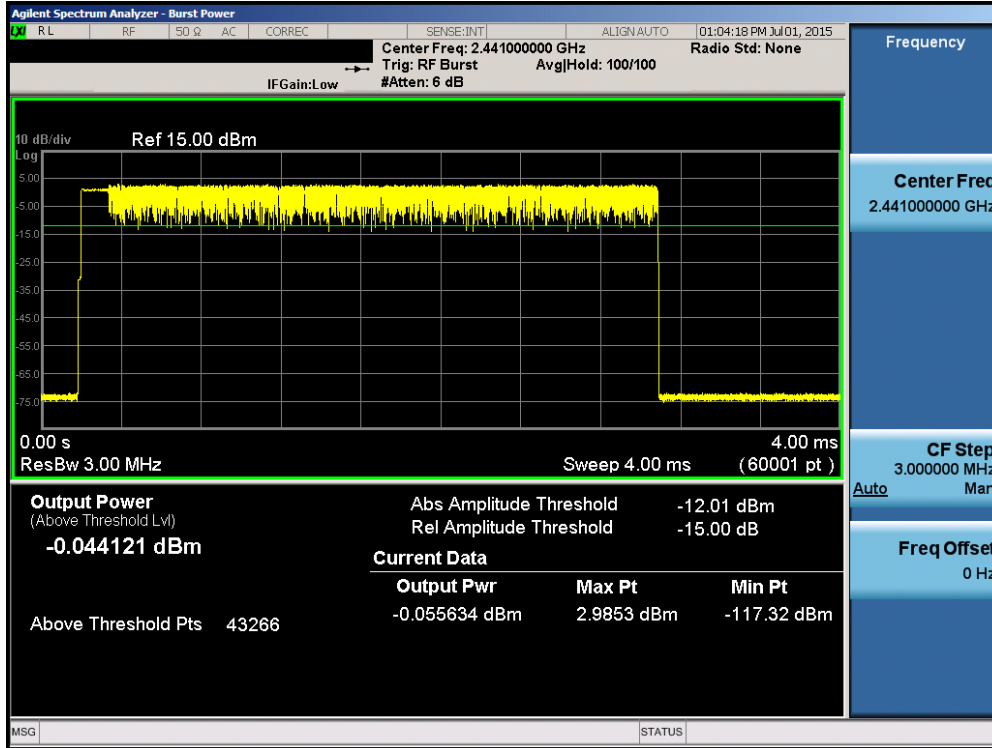 Agilent Spectrum Analyzer - Burst Power
LXI RL RF 50 Ω AC CORREC SENSE:INT ALIGN AUTO 01:04:18 PM Jul 01, 2015
Center Freq: 2.441000000 GHz Radio Std: None
Trig: RF Burst Avg|Hold: 100/100
IFGain:Low #Atten: 6 dB
10 dB/div Ref 15.00 dBm
Log
5.00
-5.00
-15.0
-25.0
-35.0
-45.0
-55.0
-65.0
-75.0
0.00 s 4.00 ms
ResBw 3.00 MHz Sweep 4.00 ms (60001 pt)
Output Power
(Above Threshold Lvl)
-0.044121 dBm
Above Threshold Pts 43266
Abs Amplitude Threshold -12.01 dBm
Rel Amplitude Threshold -15.00 dB
Current Data
Output Pwr Max Pt Min Pt
-0.055634 dBm 2.9853 dBm -117.32 dBm
Frequency
Center Freq
2.441000000 GHz
CF Step
3.000000 MHz
Auto Man
Freq Offset
0 Hz
MSG STATUS